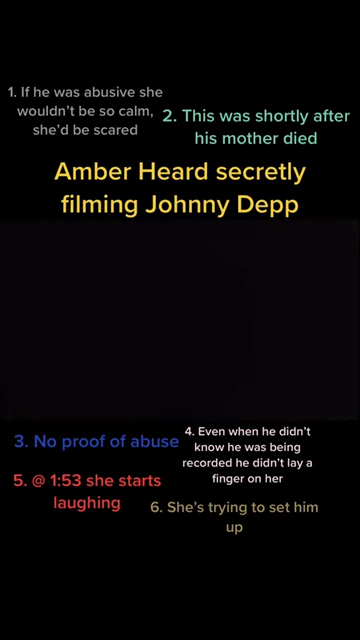 1. If he was abusive she
wouldn't be so calm,
she'd be scared
2. This was shortly after
his mother died
Amber Heard secretly
filming Johnny Depp
3. No proof of abuse
4. Even when he didn't
know he was being
recorded he didn't lay a
finger on her
5. @ 1:53 she starts
laughing
6. She's trying to set him
up